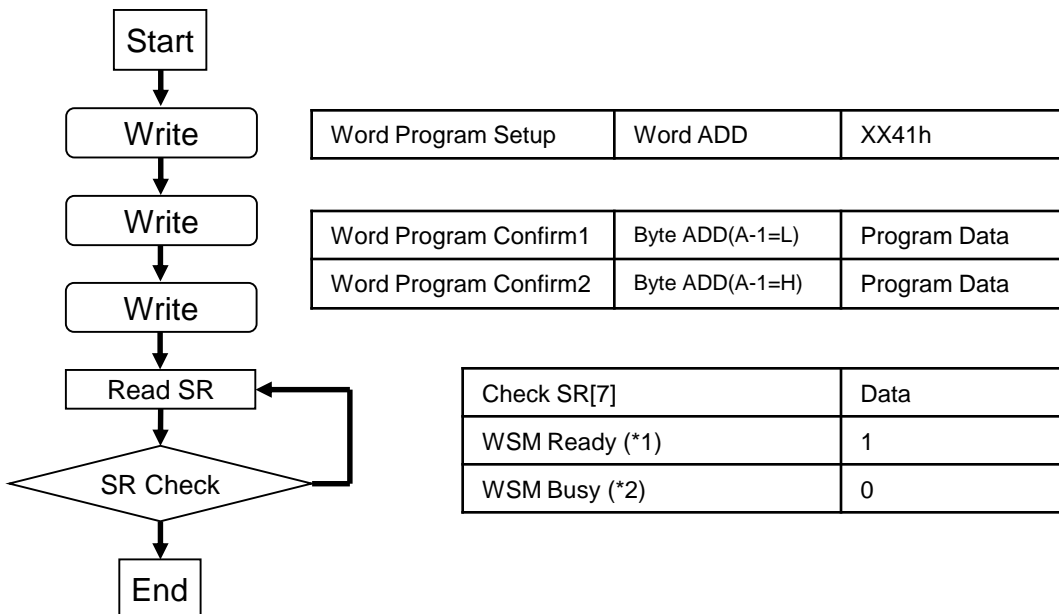 Start
Write
Word Program Setup Word ADD XX41h
Write
Word Program Confirm1 Byte ADD(A-1=L) Program Data
Word Program Confirm2 Byte ADD(A-1=H) Program Data
Write
Read SR
Check SR[7] Data
WSM Ready (*1) 1
SR Check
WSM Busy (*2) 0
End